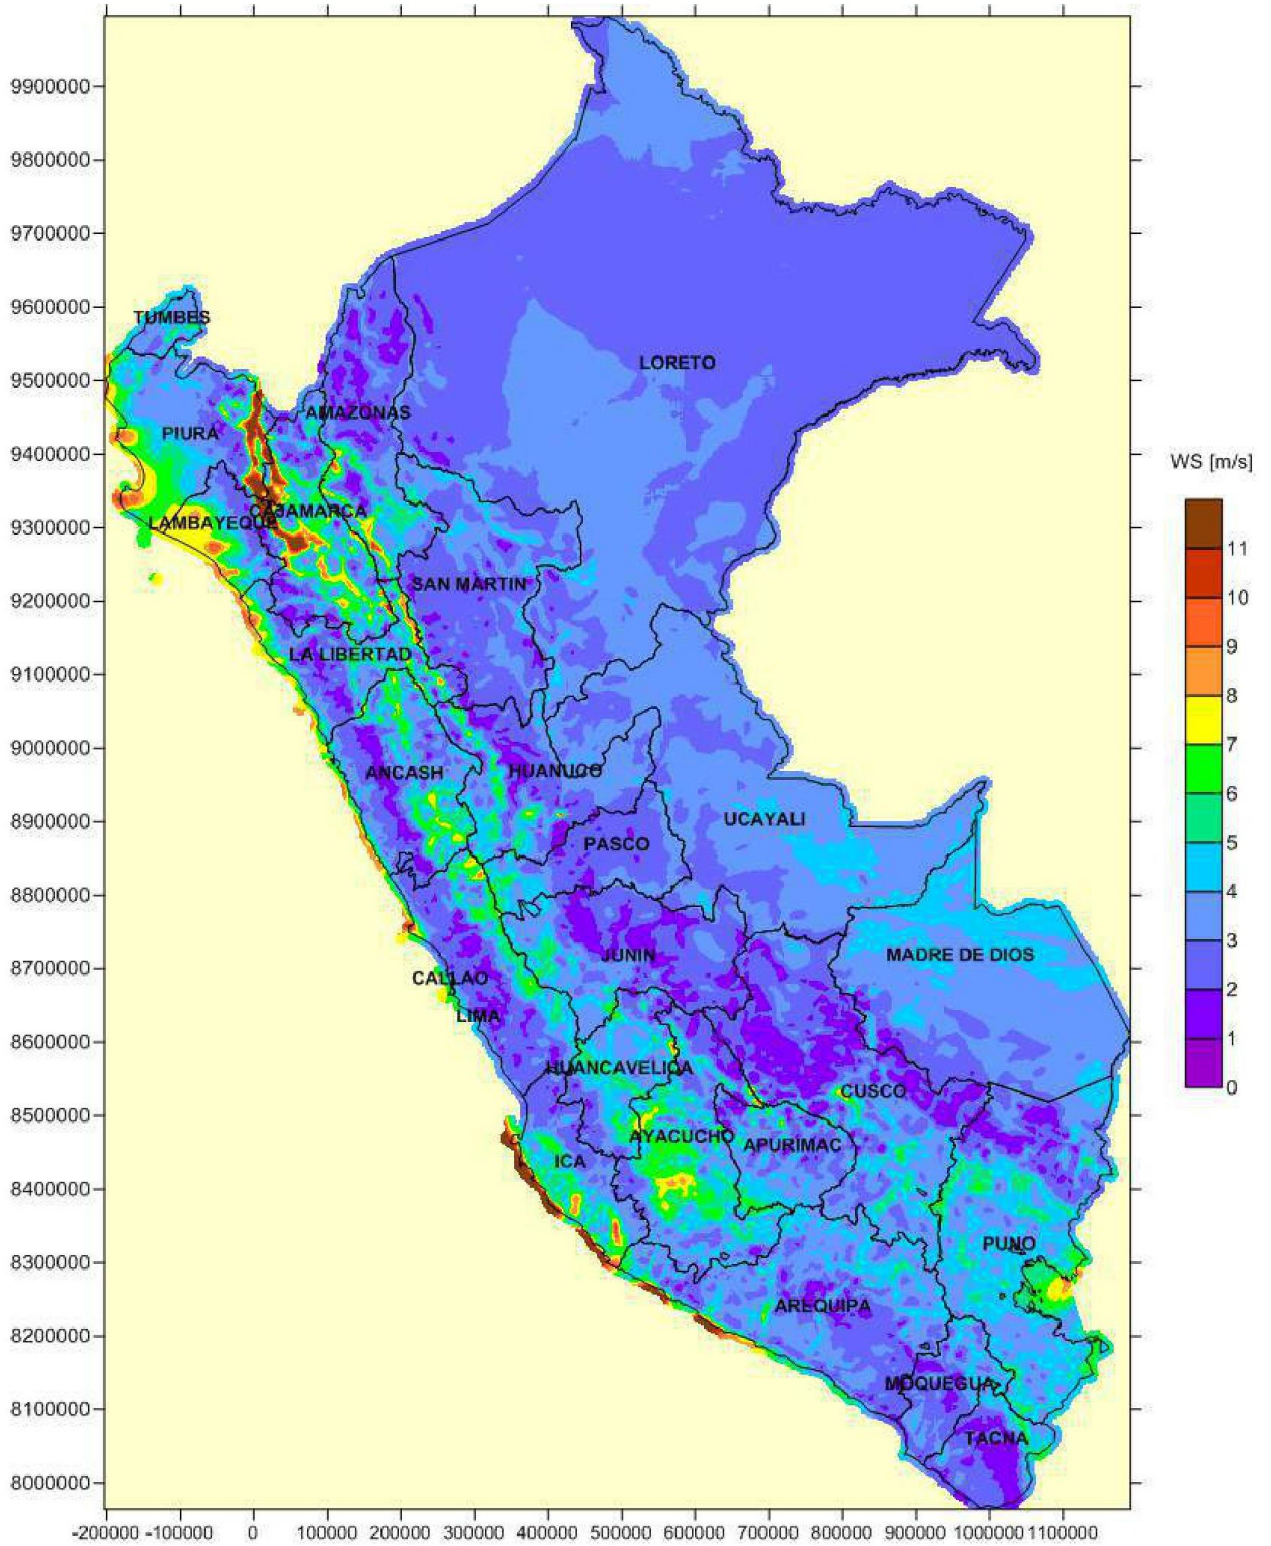 9900000
9800000
9700000
9600000
TUMBES
LORETO
9500000
AMAZONAS
PIURA
9400000
WS [m/s]
CAJAMARCA
LAMBAYEQUE
9300000
11
SAN MARTIN
10
9200000
9
LA LIBERTAD
8
9100000
7
9000000
ANCASH
HUANUCO
6
UCAYALI
8900000
PASCO
5
4
8800000
3
JUNIN
MADRE DE DIOS
8700000
CALLAO
2
LIMA
8600000
1
HUANCAVELICA
0
CUSCO
8500000
AYACUCHO
APURIMAC
ICA
8400000
PUNO
8300000
AREQUIPA
8200000
MOQUEGUA
8100000
TACNA
8000000
-200000 -100000 0 100000 200000 300000 400000 500000 600000 700000 800000 900000 1000000 1100000